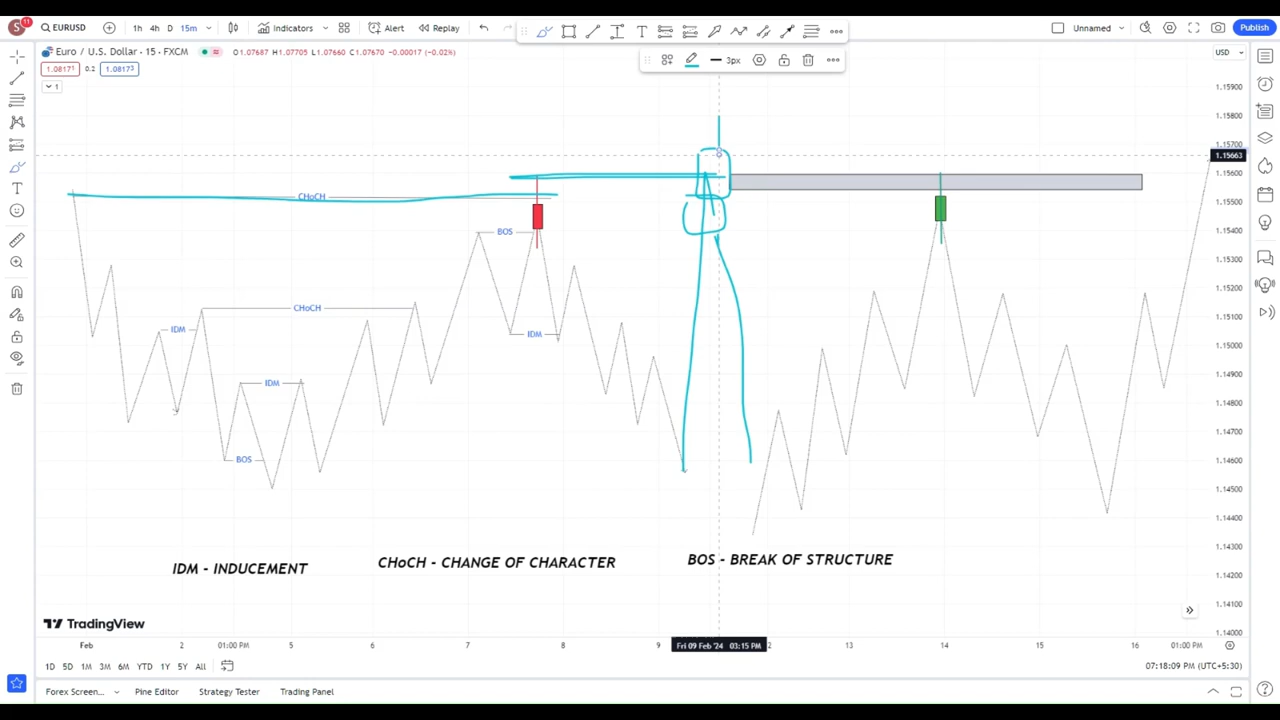 S 11 EURUSD 1h 4h D 15m Indicators Alert Replay Unnamed Publish
Euro / U.S. Dollar · 15 · FXCM O1.07687 H1.07705 L1.07660 C1.07670 -0.00017 (-0.02%)
3px
USD
1.08171 0.2 1.08173
1
1.15900
1.15800
1.15700
1.15663
1.15600
1.15500
1.15400
1.15300
1.15200
1.15100
1.15000
1.14900
1.14800
1.14700
1.14600
1.14500
1.14400
1.14300
1.14200
1.14100
1.14000
CHoCH
BOS
CHoCH
IDM
IDM
IDM
BOS
IDM - INDUCEMENT
CHoCH - CHANGE OF CHARACTER
BOS - BREAK OF STRUCTURE
TradingView
Feb 2 01:00 PM 5 6 7 8 9 Fri 09 Feb '24 03:15 PM 2 13 14 15 16 01:00 PM
1D 5D 1M 3M 6M YTD 1Y 5Y All
07:18:09 PM (UTC+5:30)
Forex Screen... Pine Editor Strategy Tester Trading Panel